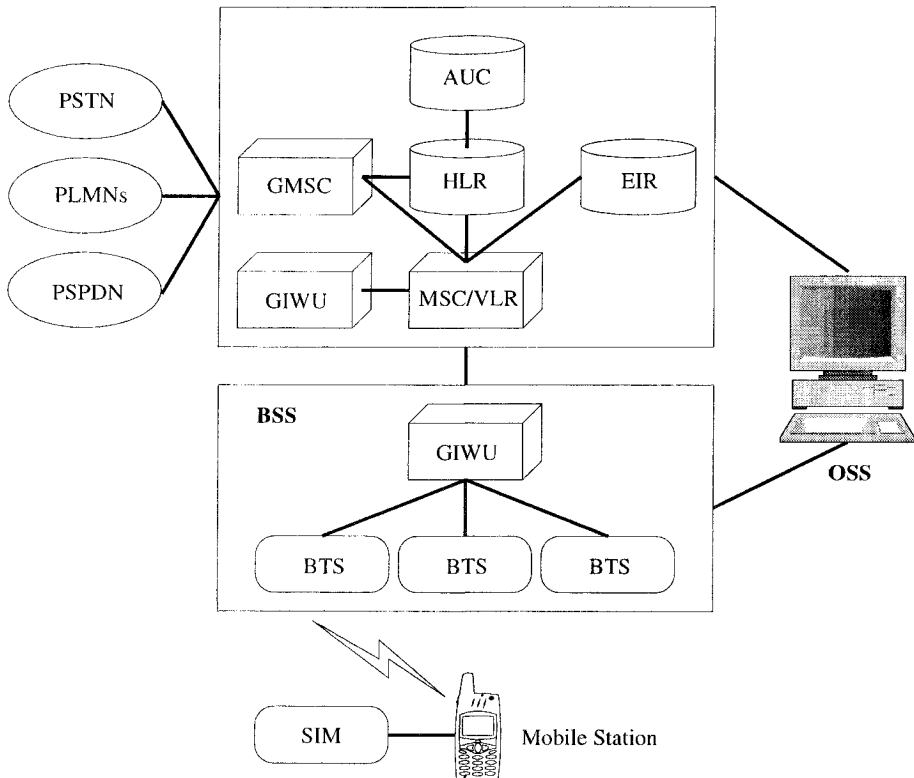 AUC
PSTN
GMSC
HLR
EIR
PLMNs
PSPDN
GIWU
MSC/VLR
BSS
GIWU
OSS
BTS
BTS
BTS
SIM
Mobile Station